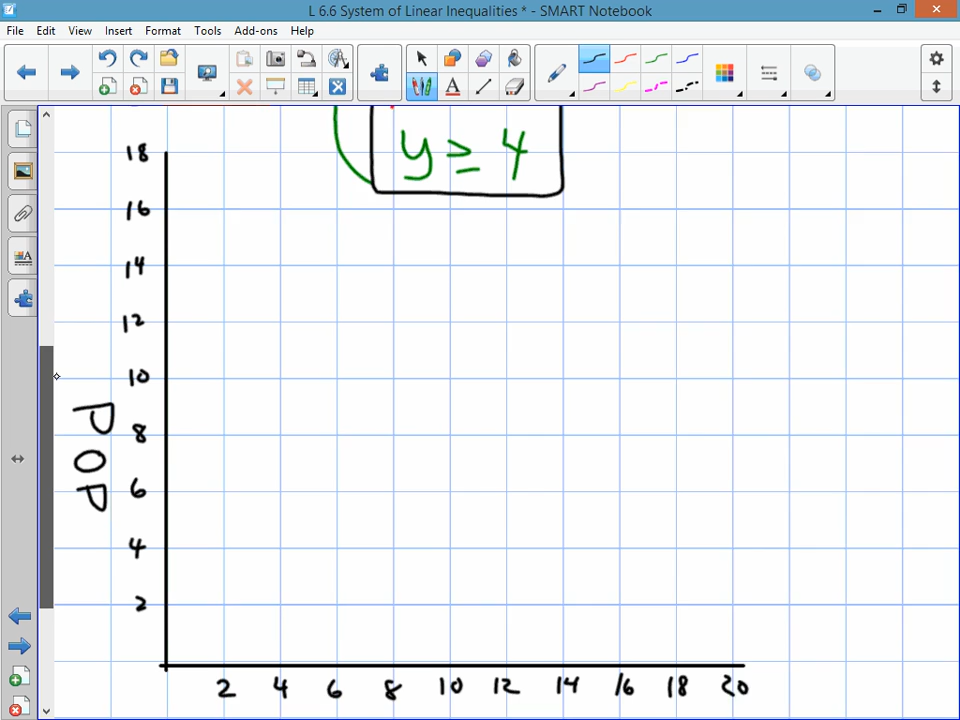 L 6.6 System of Linear Inequalities * - SMART Notebook
File Edit View Insert Format Tools Add-ons Help
y ≥ 4
18
16
14
12
10
8
6
4
2
POP
2 4 6 8 10 12 14 16 18 20